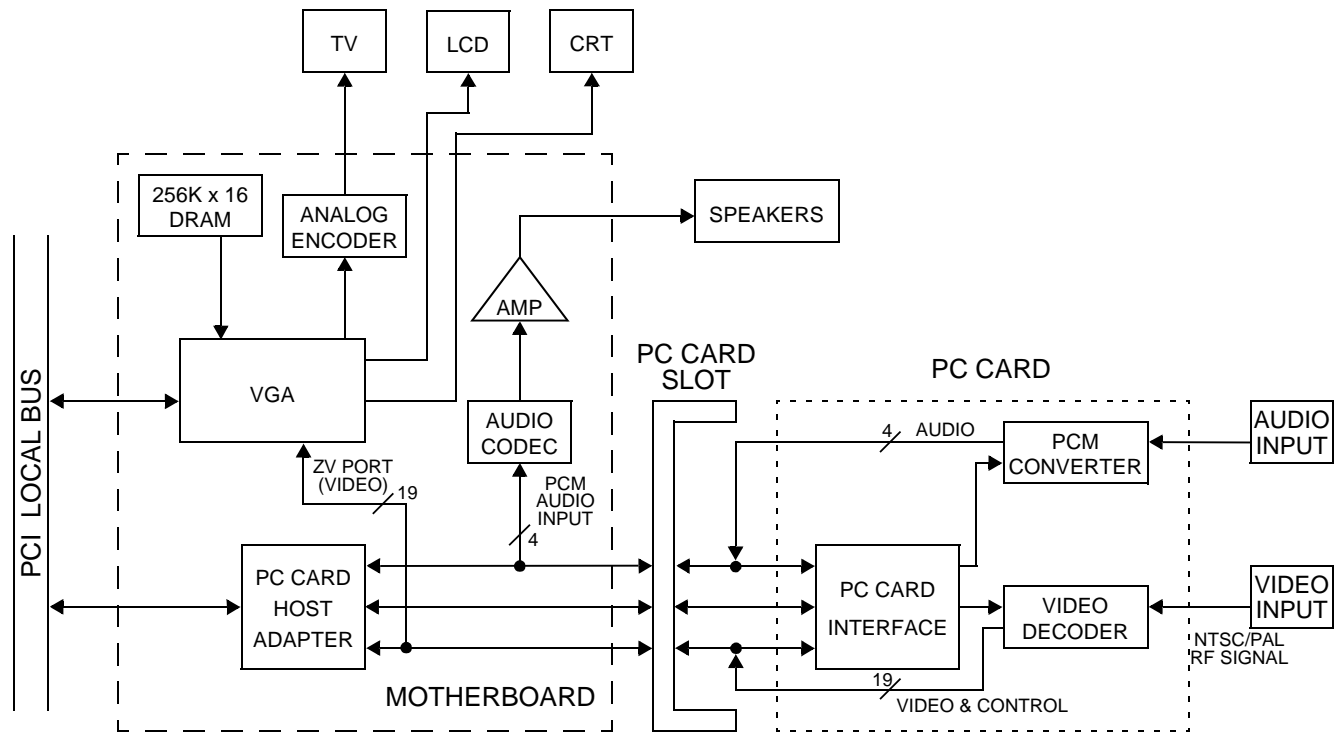 TV
LCD
CRT
256K x 16
DRAM
ANALOG
ENCODER
SPEAKERS
AMP
VGA
PCI LOCAL BUS
AUDIO
CODEC
ZV PORT
(VIDEO)
19
PCM
AUDIO
INPUT
4
PC CARD
HOST
ADAPTER
MOTHERBOARD
PC CARD
SLOT
PC CARD
4
AUDIO
PCM
CONVERTER
AUDIO
INPUT
PC CARD
INTERFACE
VIDEO
DECODER
VIDEO
INPUT
NTSC/PAL
RF SIGNAL
19
VIDEO & CONTROL